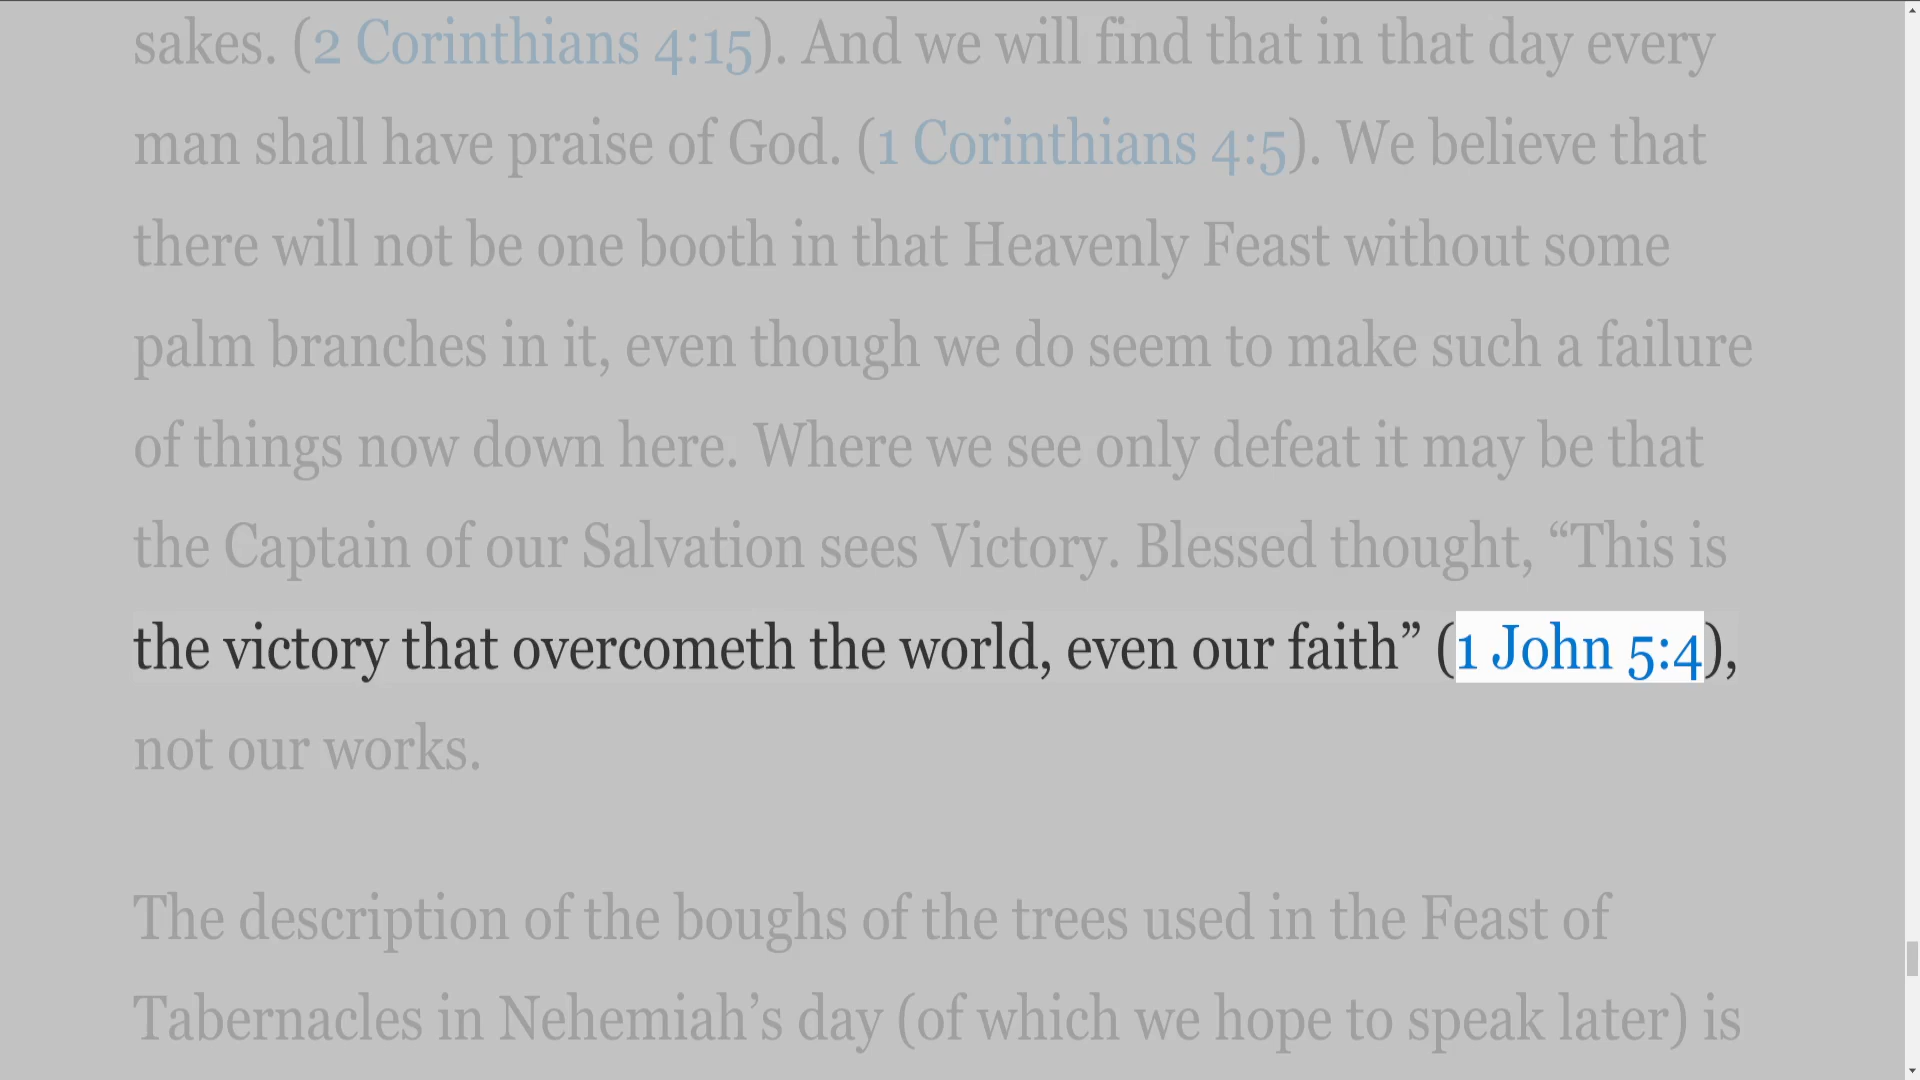 sakes. (2 Corinthians 4:15). And we will find that in that day every
man shall have praise of God. (1 Corinthians 4:5). We believe that
there will not be one booth in that Heavenly Feast without some
palm branches in it, even though we do seem to make such a failure
of things now down here. Where we see only defeat it may be that
the Captain of our Salvation sees Victory. Blessed thought, “This is
the victory that overcometh the world, even our faith” (1 John 5:4),
not our works.
The description of the boughs of the trees used in the Feast of
Tabernacles in Nehemiah’s day (of which we hope to speak later) is